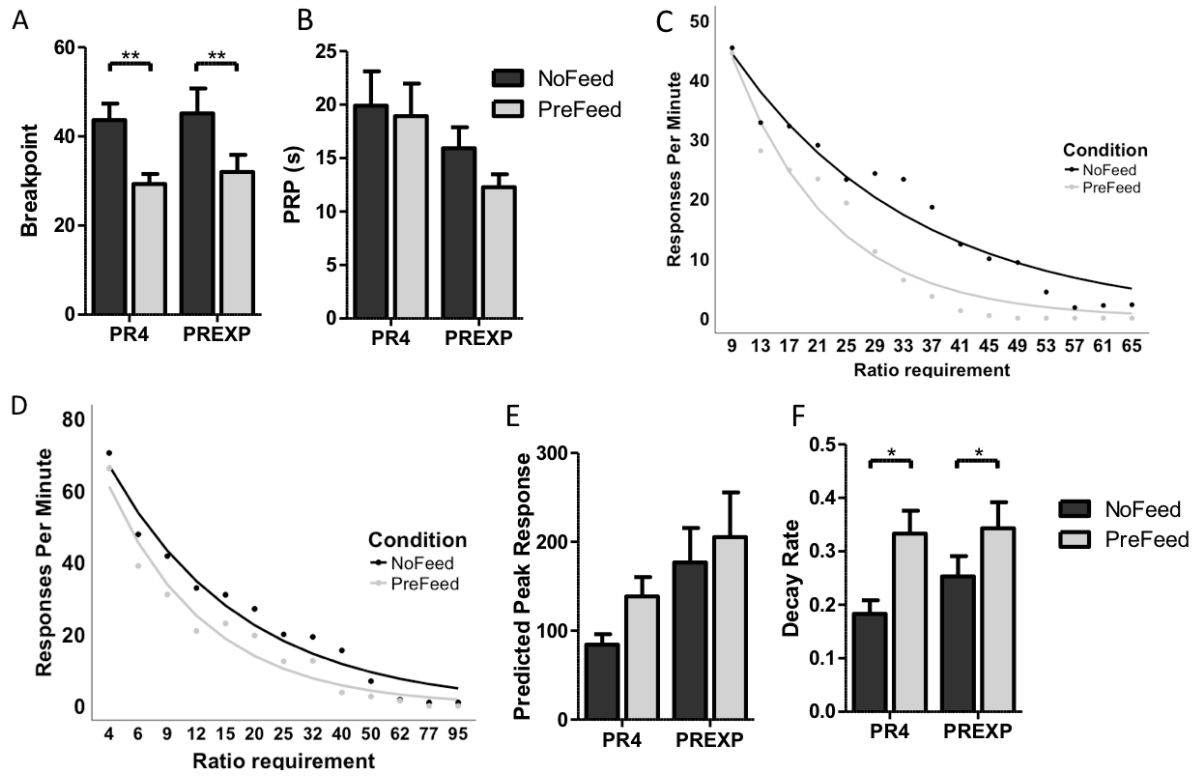 A
60
40
20
0
Breakpoint
**
**
PR4 PREXP
B
25
20
15
10
5
0
PRP (s)
PR4 PREXP
NoFeed
PreFeed
C
50
40
30
20
10
0
Responses Per Minute
Condition
NoFeed
PreFeed
9 13 17 21 25 29 33 37 41 45 49 53 57 61 65
Ratio requirement
D
80
60
40
20
0
Responses Per Minute
Condition
NoFeed
PreFeed
4 6 9 12 15 20 25 32 40 50 62 77 95
Ratio requirement
E
300
200
100
0
Predicted Peak Response
PR4 PREXP
F
0.5
0.4
0.3
0.2
0.1
0.0
Decay Rate
*
*
PR4 PREXP
NoFeed
PreFeed